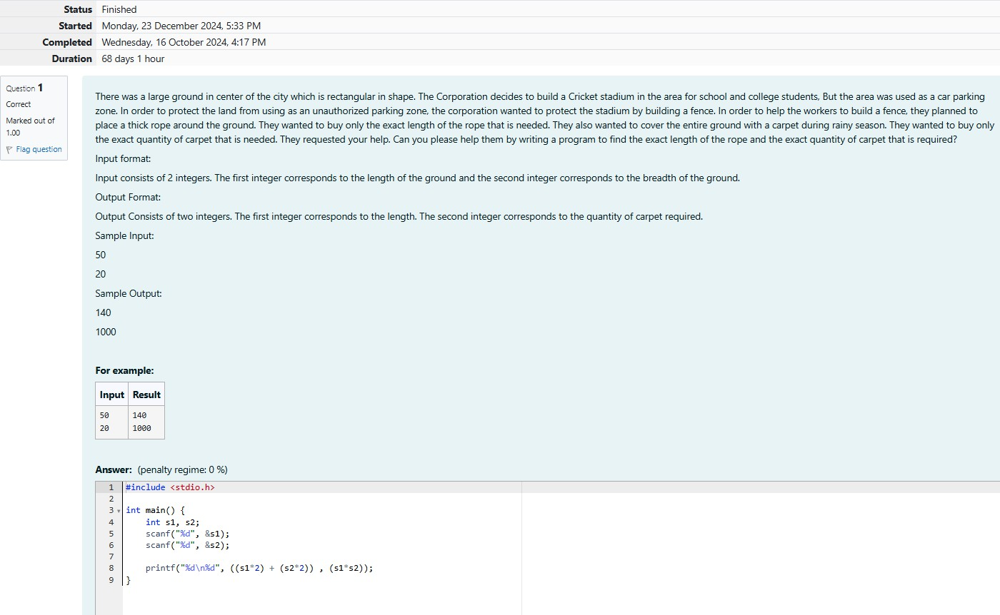 Status Finished
Started Monday, 23 December 2024, 5:33 PM
Completed Wednesday, 16 October 2024, 4:17 PM
Duration 68 days 1 hour
Question 1
Correct
Marked out of
1.00
Flag question
There was a large ground in center of the city which is rectangular in shape. The Corporation decides to build a Cricket stadium in the area for school and college students, But the area was used as a car parking
zone. In order to protect the land from using as an unauthorized parking zone, the corporation wanted to protect the stadium by building a fence. In order to help the workers to build a fence, they planned to
place a thick rope around the ground. They wanted to buy only the exact length of the rope that is needed. They also wanted to cover the entire ground with a carpet during rainy season. They wanted to buy only
the exact quantity of carpet that is needed. They requested your help. Can you please help them by writing a program to find the exact length of the rope and the exact quantity of carpet that is required?
Input format:
Input consists of 2 integers. The first integer corresponds to the length of the ground and the second integer corresponds to the breadth of the ground.
Output Format:
Output Consists of two integers. The first integer corresponds to the length. The second integer corresponds to the quantity of carpet required.
Sample Input:
50
20
Sample Output:
140
1000
For example:
Input Result
50 140
20 1000
Answer: (penalty regime: 0 %)
1 #include <stdio.h>
2
3 int main() {
4 int s1, s2;
5 scanf("%d", &s1);
6 scanf("%d", &s2);
7
8 printf("%d\n%d", ((s1*2) + (s2*2)) , (s1*s2));
9 }